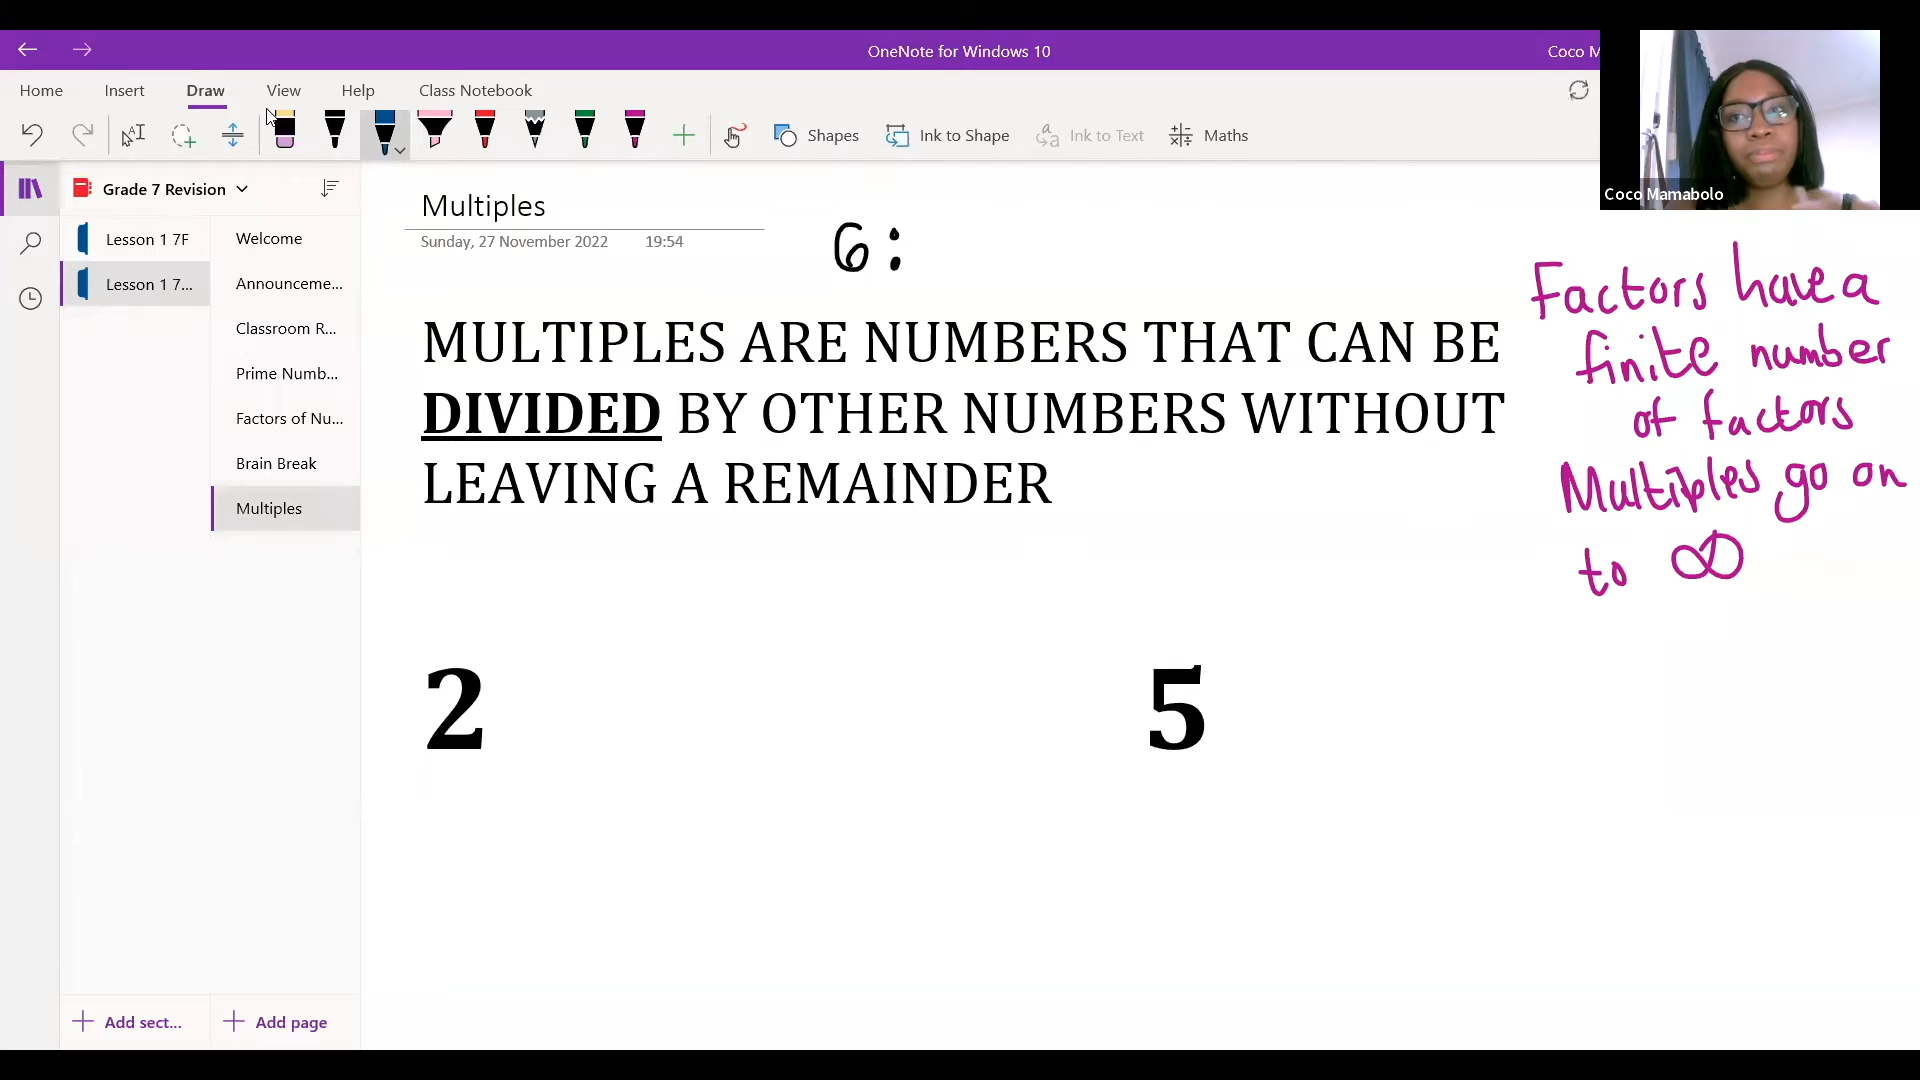 OneNote for Windows 10
Coco M
Home Insert Draw View Help Class Notebook
Shapes Ink to Shape Ink to Text Maths
Coco Mamabolo
Grade 7 Revision
Lesson 1 7F
Lesson 1 7...
Welcome
Announceme...
Classroom R...
Prime Numb...
Factors of Nu...
Brain Break
Multiples
Multiples
Sunday, 27 November 2022 19:54
6 :
MULTIPLES ARE NUMBERS THAT CAN BE
DIVIDED BY OTHER NUMBERS WITHOUT
LEAVING A REMAINDER
2 5
Factors have a
finite number
of factors
Multiples go on
to ∞
Add sect...
Add page